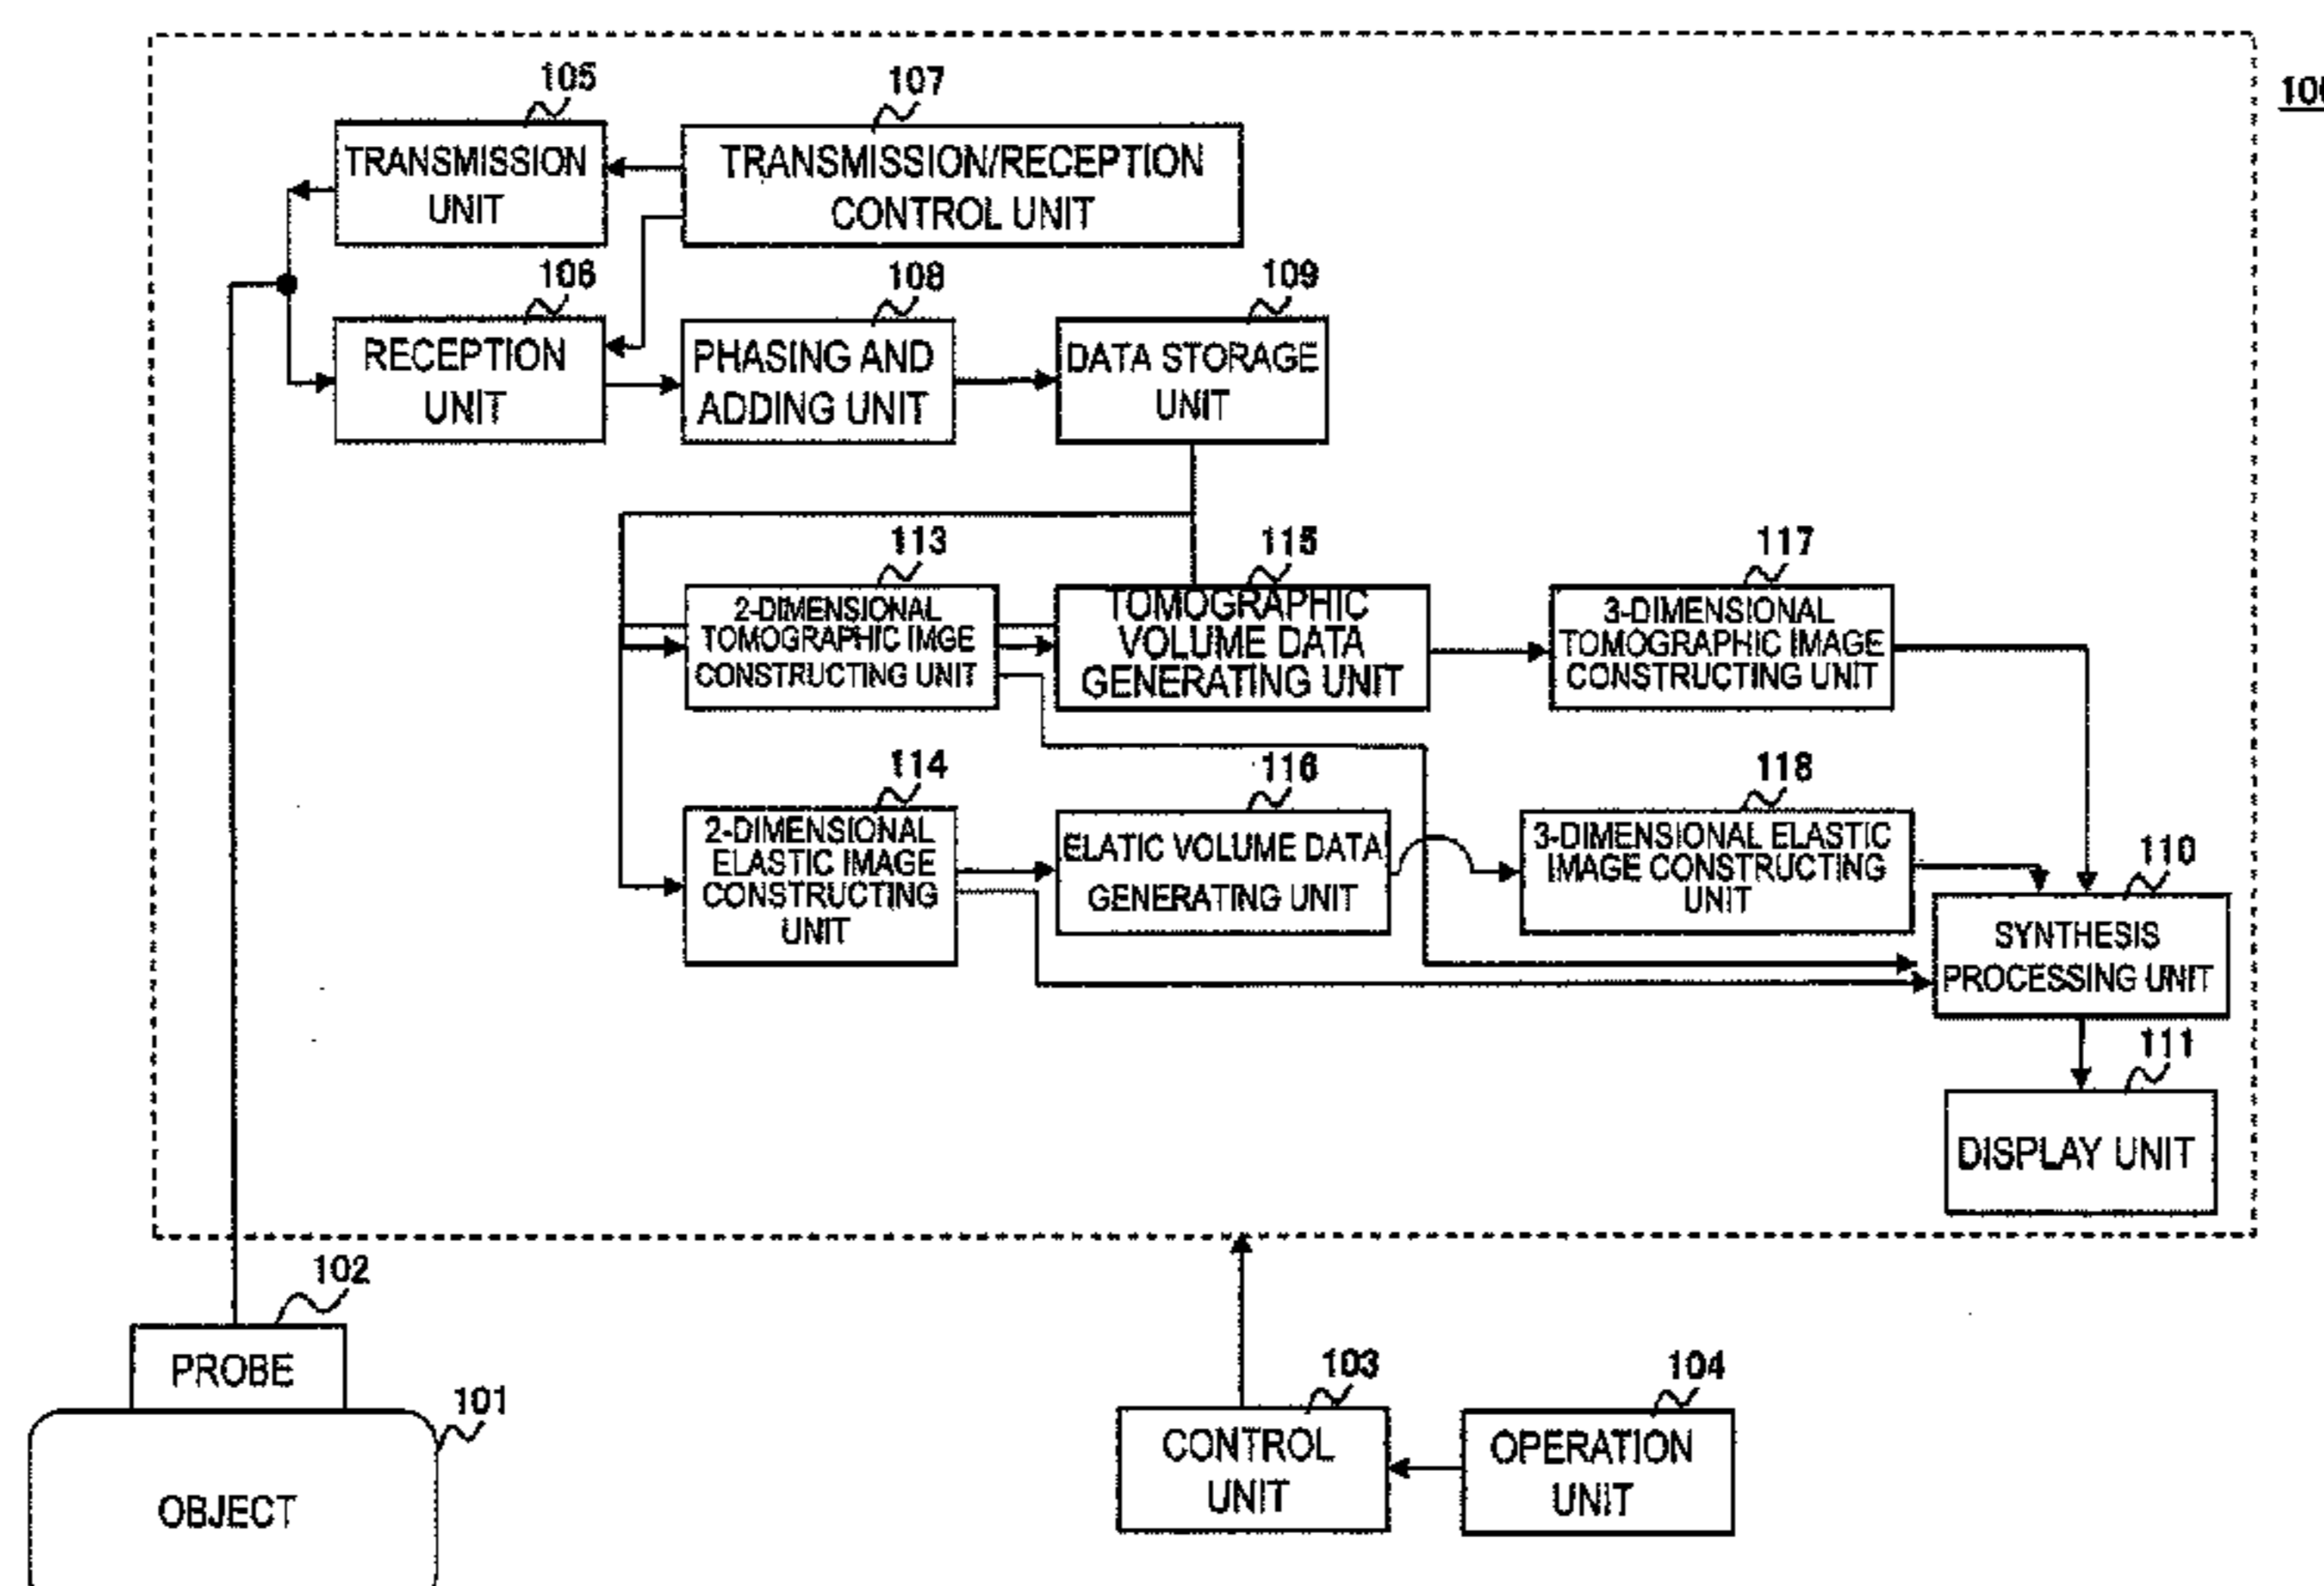 105
107
100
TRANSMISSION
UNIT
TRANSMISSION/RECEPTION
CONTROL UNIT
106
108
109
RECEPTION
UNIT
PHASING AND
ADDING UNIT
DATA STORAGE
UNIT
113
115
117
2-DIMENSIONAL
TOMOGRAPHIC IMGE
CONSTRUCTING UNIT
TOMOGRAPHIC
VOLUME DATA
GENERATING UNIT
3-DIMENSIONAL
TOMOGRAPHIC IMAGE
CONSTRUCTING UNIT
114
116
118
2-DIMENSIONAL
ELASTIC IMAGE
CONSTRUCTING
UNIT
ELATIC VOLUME DATA
GENERATING UNIT
3-DIMENSIONAL ELASTIC
IMAGE CONSTRUCTING
UNIT
110
SYNTHESIS
PROCESSING UNIT
111
DISPLAY UNIT
102
PROBE
101
OBJECT
103
104
CONTROL
UNIT
OPERATION
UNIT